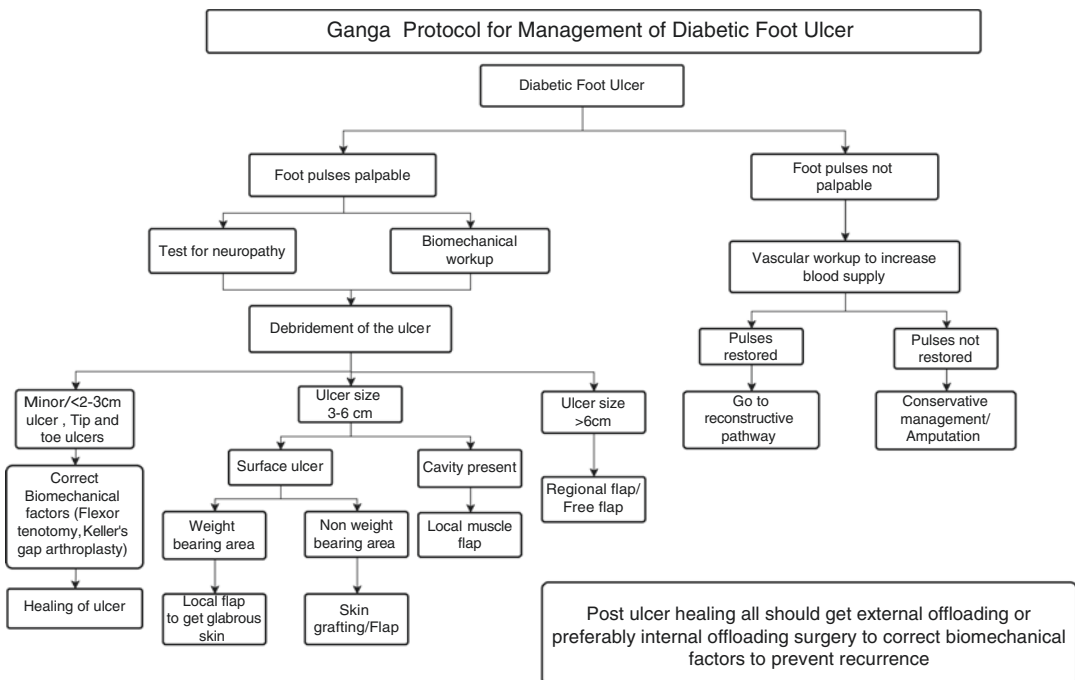 Ganga Protocol for Management of Diabetic Foot Ulcer
Diabetic Foot Ulcer
Foot pulses palpable
Foot pulses not
palpable
Test for neuropathy
Biomechanical
workup
Vascular workup to increase
blood supply
Debridement of the ulcer
Pulses
restored
Pulses not
restored
Minor/<2-3cm
ulcer , Tip and
toe ulcers
Ulcer size
3-6 cm
Ulcer size
>6cm
Go to
reconstructive
pathway
Conservative
management/
Amputation
Correct
Biomechanical
factors (Flexor
tenotomy,Keller's
gap arthroplasty)
Surface ulcer
Cavity present
Regional flap/
Free flap
Weight
bearing area
Non weight
bearing area
Local muscle
flap
Healing of ulcer
Local flap
to get glabrous
skin
Skin
grafting/Flap
Post ulcer healing all should get external offloading or
preferably internal offloading surgery to correct biomechanical
factors to prevent recurrence